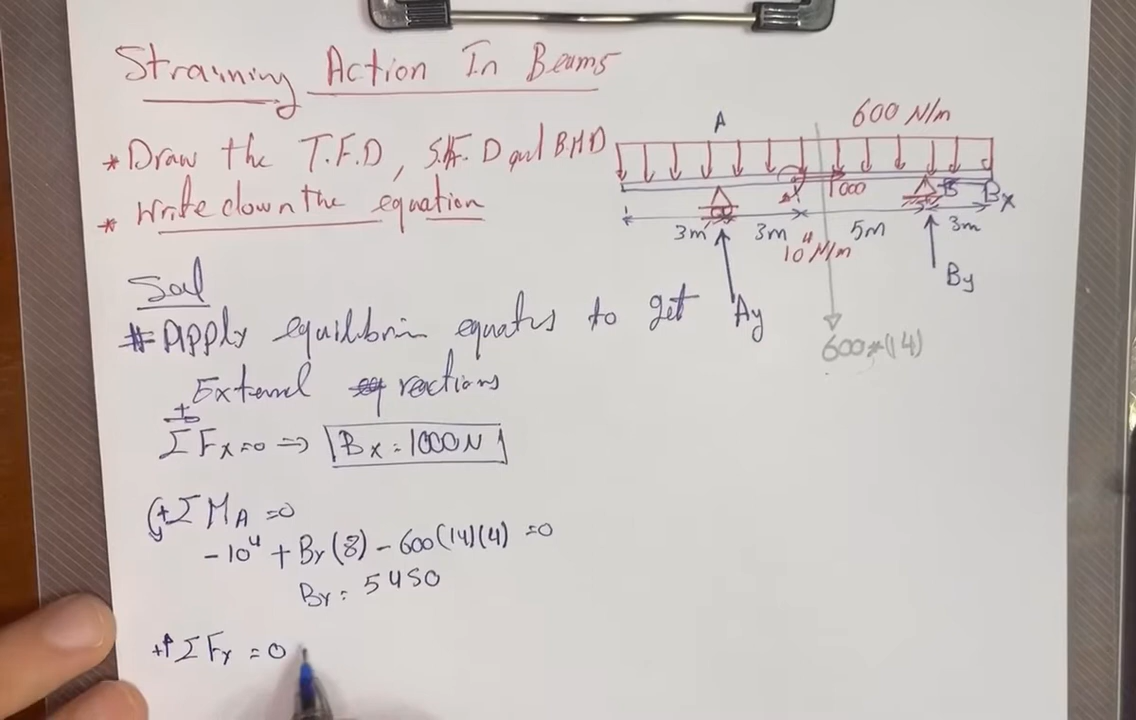 Straining Action In Beams
* Draw the T.F.D, S.F.D and BMD
* Write down the equation
A
600 N/m
1000
B
Bx
3m
3m
5m
3m
10⁴ N/m
Ay
By
600*(14)
Sol
# Apply equilibrium equations to get
External reactions
+
ΣFx=0 => Bx = 1000N
(+ΣMA =0
-10⁴ + By(8) - 600(14)(4) =0
By = 5450
+↑ΣFy =0